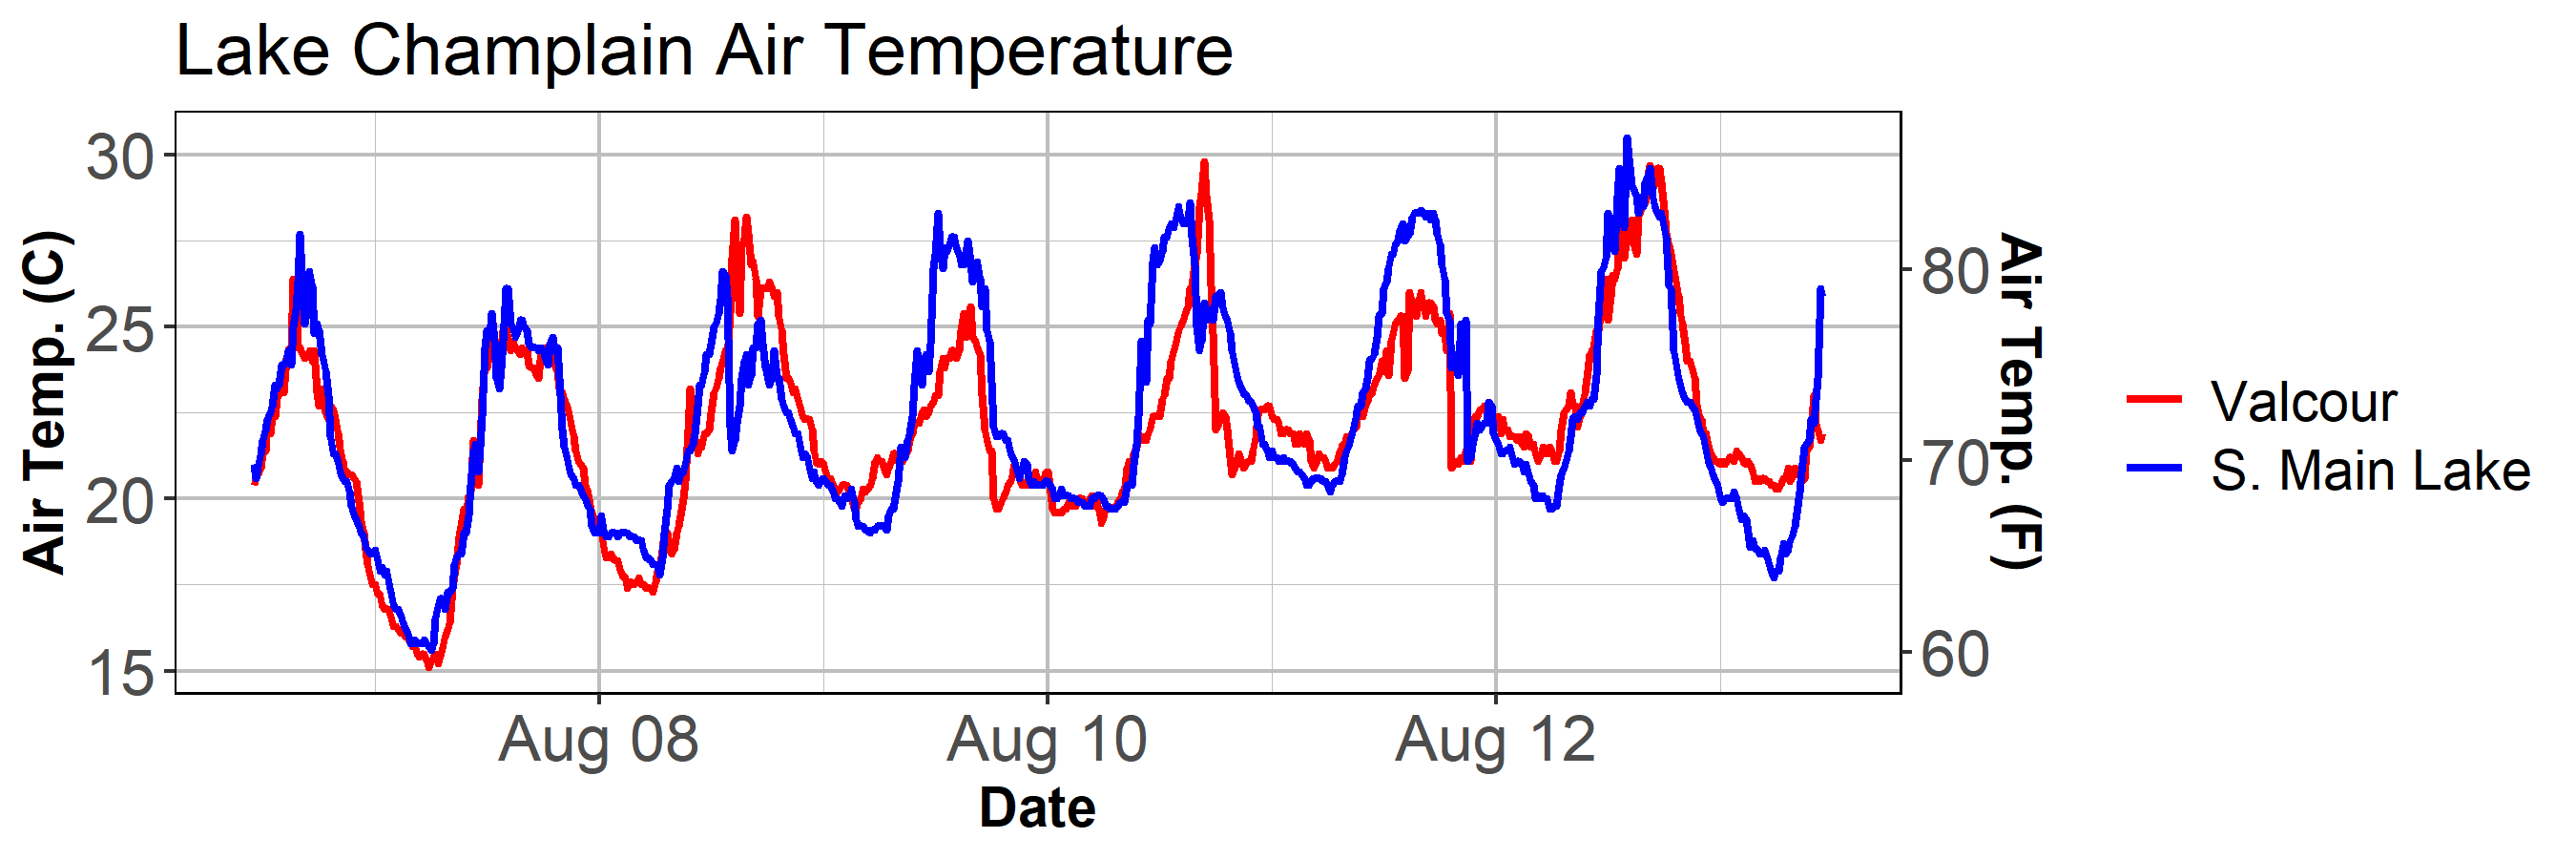 Lake Champlain Air Temperature
Air Temp. (C)
30
25
20
15
80
70
60
Air Temp. (F)
Aug 08
Aug 10
Aug 12
Date
Valcour
S. Main Lake